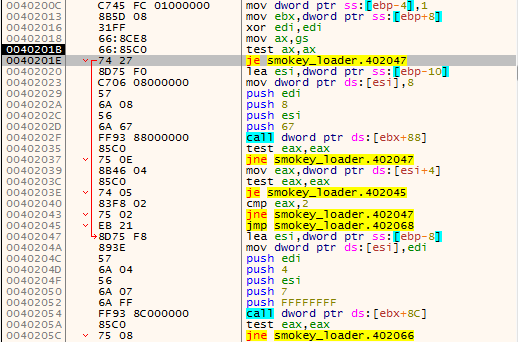 0040200C C745 FC 01000000 mov dword ptr ss:[ebp-4],1
00402013 8B5D 08 mov ebx,dword ptr ss:[ebp+8]
00402016 31FF xor edi,edi
00402018 66:8CE8 mov ax,gs
0040201B 66:85C0 test ax,ax
0040201E 74 27 je smokey_loader.402047
00402020 8D75 F0 lea esi,dword ptr ss:[ebp-10]
00402023 C706 08000000 mov dword ptr ds:[esi],8
00402029 57 push edi
0040202A 6A 08 push 8
0040202C 56 push esi
0040202D 6A 67 push 67
0040202F FF93 88000000 call dword ptr ds:[ebx+88]
00402035 85C0 test eax,eax
00402037 75 0E jne smokey_loader.402047
00402039 8B46 04 mov eax,dword ptr ds:[esi+4]
0040203C 85C0 test eax,eax
0040203E 74 05 je smokey_loader.402045
00402040 83F8 02 cmp eax,2
00402043 75 02 jne smokey_loader.402047
00402045 EB 21 jmp smokey_loader.402068
00402047 8D75 F8 lea esi,dword ptr ss:[ebp-8]
0040204A 893E mov dword ptr ds:[esi],edi
0040204C 57 push edi
0040204D 6A 04 push 4
0040204F 56 push esi
00402050 6A 07 push 7
00402052 6A FF push FFFFFFFF
00402054 FF93 8C000000 call dword ptr ds:[ebx+8C]
0040205A 85C0 test eax,eax
0040205C 75 08 jne smokey_loader.402066